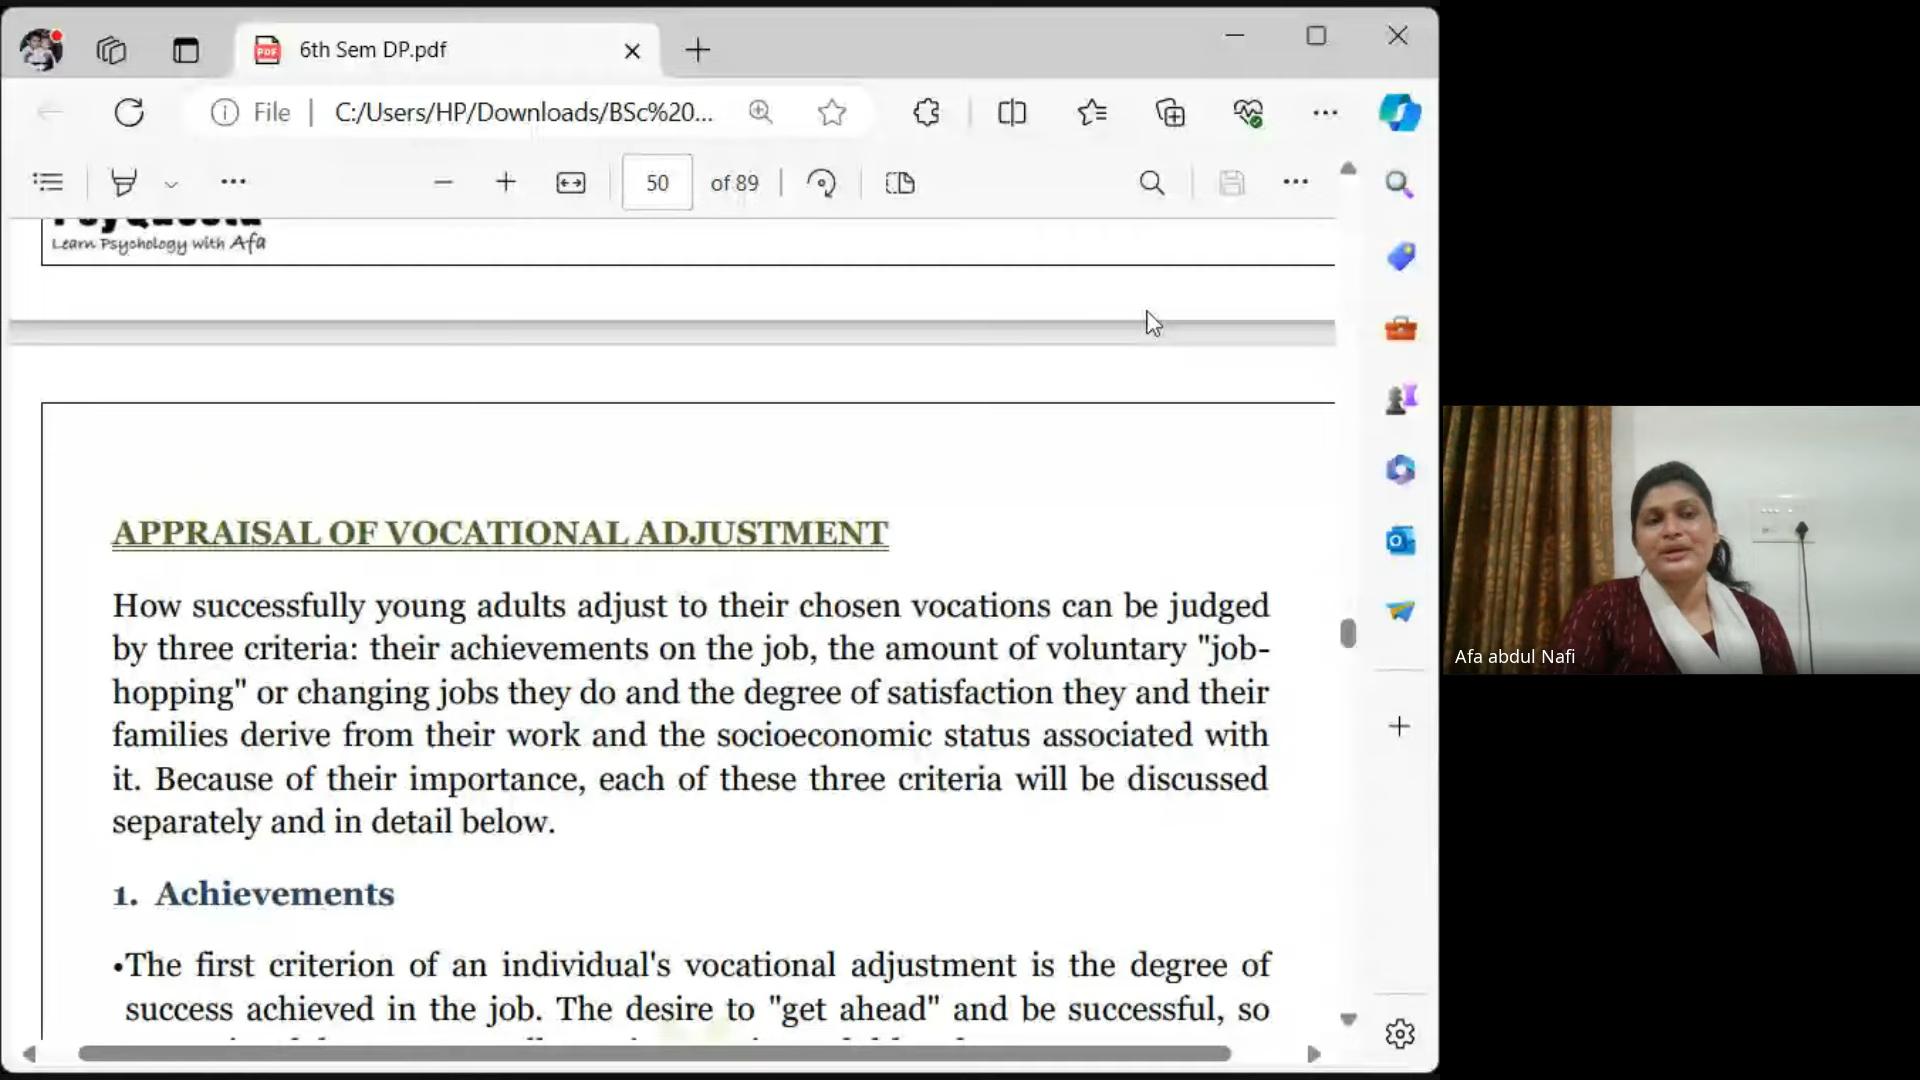 6th Sem DP.pdf
File
C:/Users/HP/Downloads/BSc%20...
50 of 89
Learn Psychology with Afa
APPRAISAL OF VOCATIONAL ADJUSTMENT
How successfully young adults adjust to their chosen vocations can be judged
by three criteria: their achievements on the job, the amount of voluntary "job-
hopping" or changing jobs they do and the degree of satisfaction they and their
families derive from their work and the socioeconomic status associated with
it. Because of their importance, each of these three criteria will be discussed
separately and in detail below.
1. Achievements
•The first criterion of an individual's vocational adjustment is the degree of
success achieved in the job. The desire to "get ahead" and be successful, so
Afa abdul Nafi